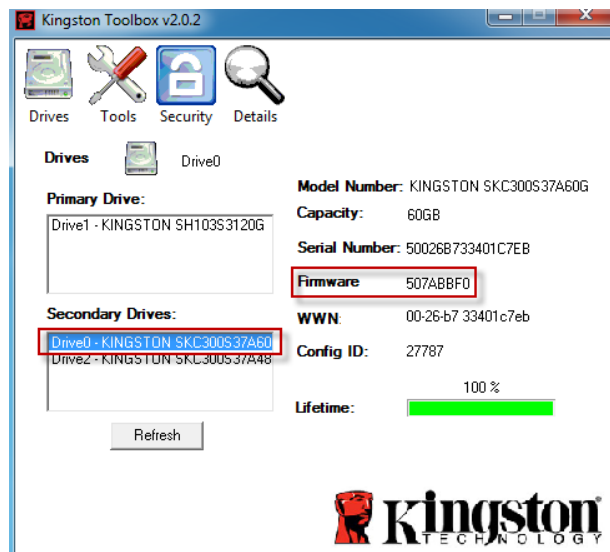 Kingston Toolbox v2.0.2
Drives Tools Security Details
Drives Drive0
Primary Drive:
Drive1 - KINGSTON SH103S3120G
Secondary Drives:
Drive0 - KINGSTON SKC300S37A60
Drive2 - KINGSTON SKC300S37A48
Refresh
Model Number: KINGSTON SKC300S37A60G
Capacity: 60GB
Serial Number: 50026B733401C7EB
Firmware 507ABBF0
WWN: 00-26-b7 33401c7eb
Config ID: 27787
100 %
Lifetime:
Kingston
TECHNOLOGY